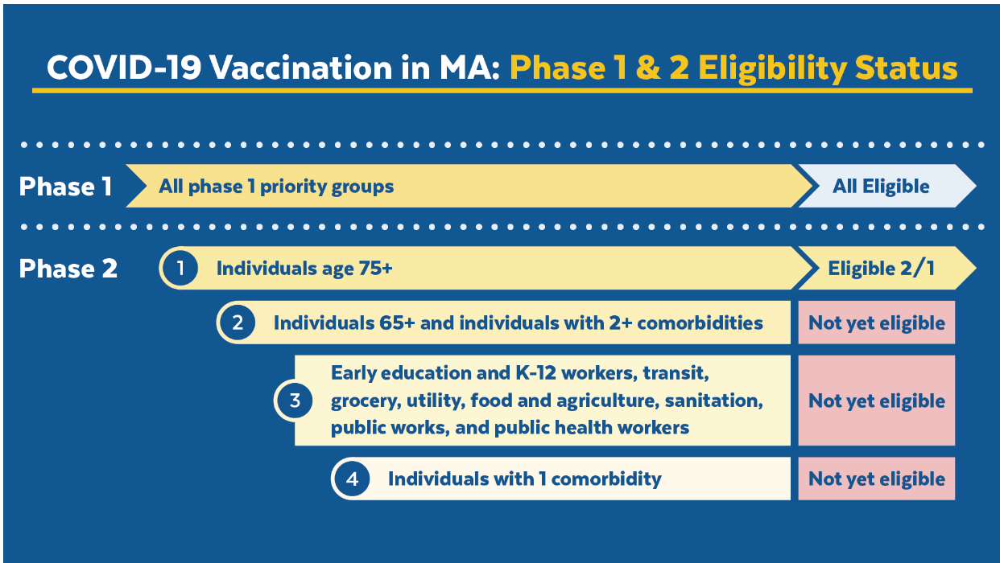 COVID-19 Vaccination in MA: Phase 1 & 2 Eligibility Status
Phase 1
All phase 1 priority groups
All Eligible
Phase 2
1
Individuals age 75+
Eligible 2/1
2
Individuals 65+ and individuals with 2+ comorbidities
Not yet eligible
3
Early education and K-12 workers, transit,
grocery, utility, food and agriculture, sanitation,
public works, and public health workers
Not yet eligible
4
Individuals with 1 comorbidity
Not yet eligible